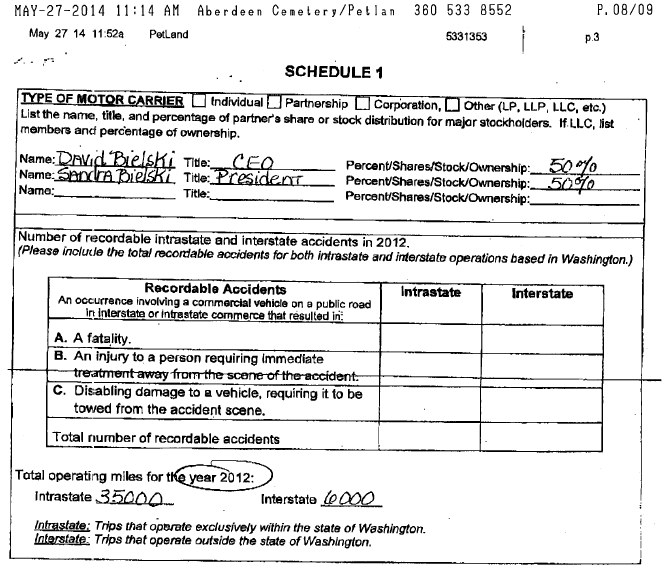 MAY-27-2014 11:14 AM Aberdeen Cemetery/Petlan 360 533 8552 P.08/09
May 27 14 11:52a PetLand 5331353 p.3
SCHEDULE 1
TYPE OF MOTOR CARRIER Individual Partnership Corporation, Other (LP, LLP, LLC, etc.)
List the name, title, and percentage of partner's share or stock distribution for major stockholders. If LLC, list
members and percentage of ownership.
Name: David Bielski Title: CEO Percent/Shares/Stock/Ownership: 50%
Name: Sandra Bielski Title: President Percent/Shares/Stock/Ownership: 50%
Name: Title: Percent/Shares/Stock/Ownership:
Number of recordable intrastate and interstate accidents in 2012.
(Please include the total recordable accidents for both intrastate and interstate operations based in Washington.)
Recordable Accidents Intrastate Interstate
An occurrence involving a commercial vehicle on a public road
in interstate or intrastate commerce that resulted in:
A. A fatality.
B. An injury to a person requiring immediate
treatment away from the scene of the accident.
C. Disabling damage to a vehicle, requiring it to be
towed from the accident scene.
Total number of recordable accidents
Total operating miles for the year 2012:
Intrastate 35000 Interstate 6000
Intrastate: Trips that operate exclusively within the state of Washington.
Interstate: Trips that operate outside the state of Washington.